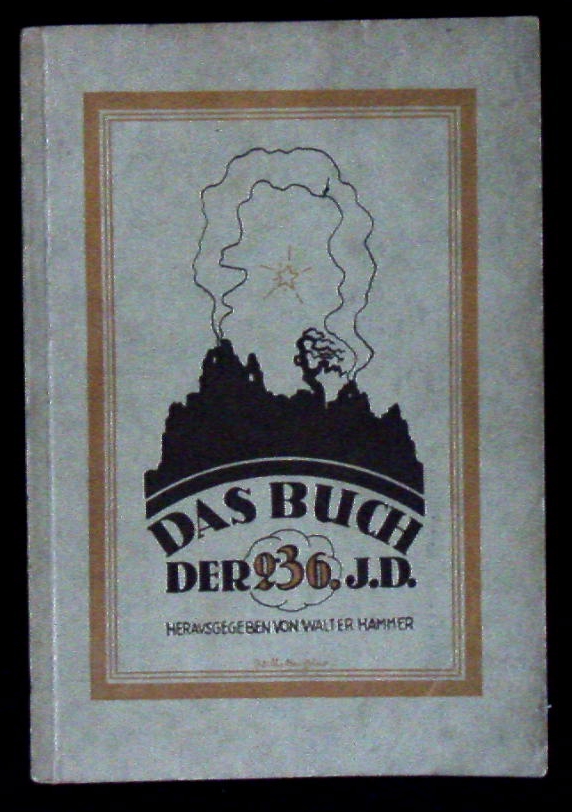 DAS BUCH
DER 236. J.D.
HERAUSGEGEBEN VON WALTER HAMMER